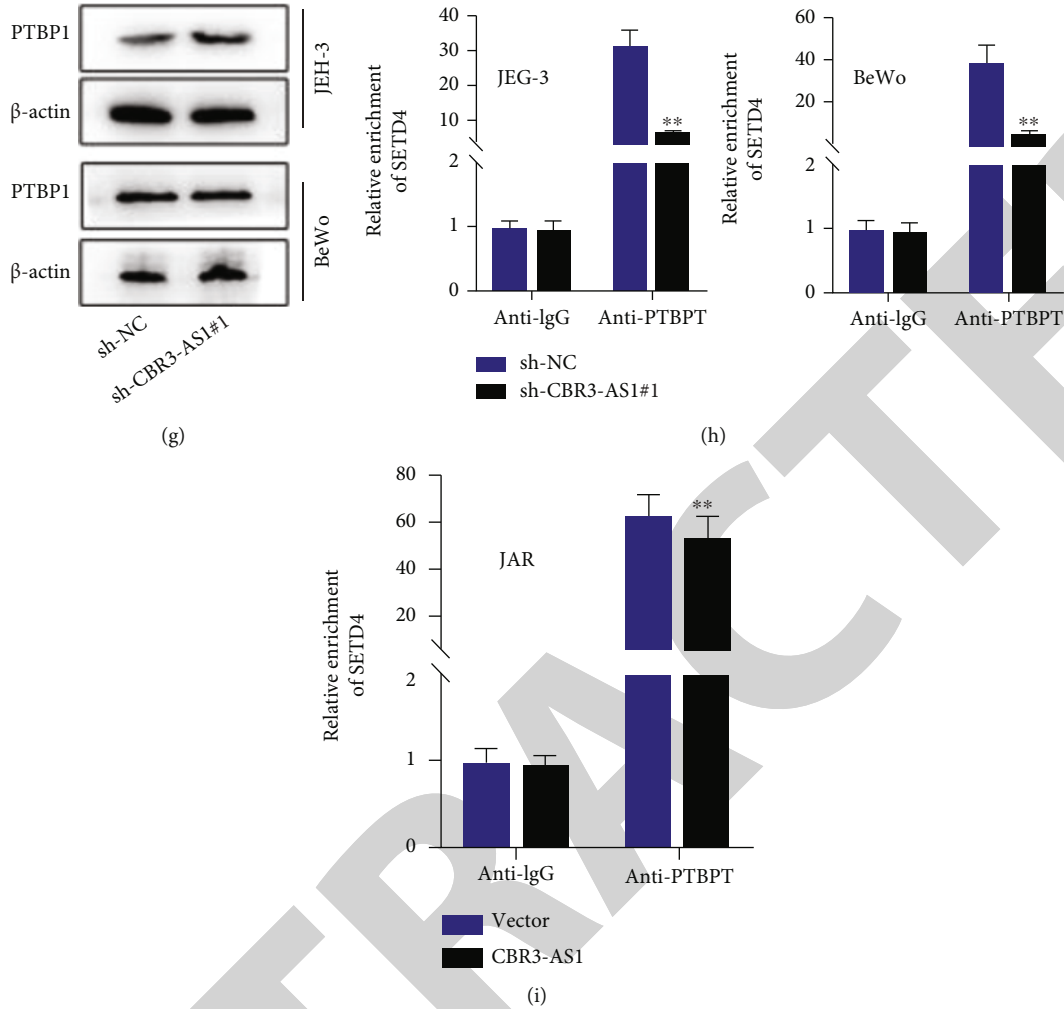 PTBP1
β-actin
JEH-3
PTBP1
β-actin
BeWo
sh-NC
sh-CBR3-AS1#1
(g)
Relative enrichment
of SETD4
40
30
20
10
2
1
0
JEG-3
**
Anti-lgG
Anti-PTBPT
Relative enrichment
of SETD4
60
40
20
2
1
0
BeWo
**
Anti-lgG
Anti-PTBPT
sh-NC
sh-CBR3-AS1#1
(h)
Relative enrichment
of SETD4
80
60
40
20
2
1
0
JAR
**
Anti-lgG
Anti-PTBPT
Vector
CBR3-AS1
(i)
TRACTE